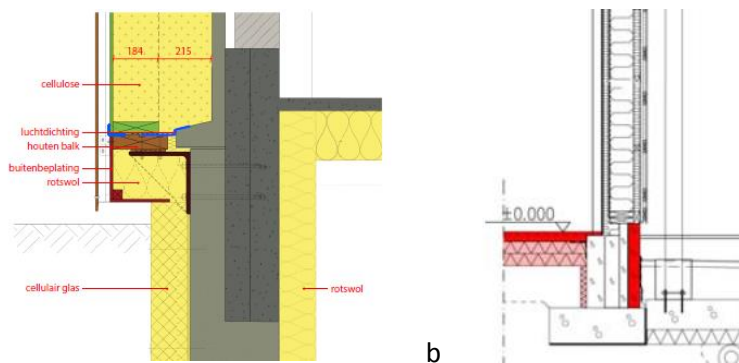 184 215
cellulose
luchtdichting
houten balk
buitenbeplating
rotswol
cellulair glas
rotswol
±0.000
b